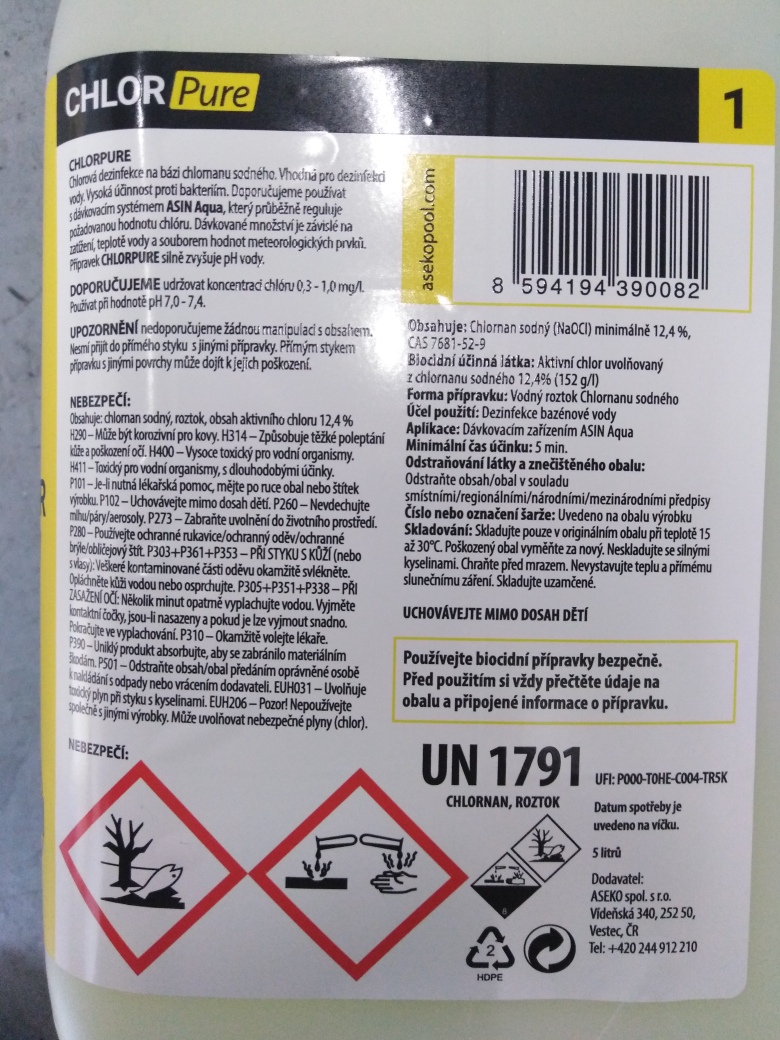 CHLOR Pure
1
CHLORPURE
Chlorová dezinfekce na bázi chlornanu sodného. Vhodná pro dezinfekci
vody. Vysoká účinnost proti bakteriím. Doporučujeme používat
s dávkovacím systémem ASIN Aqua, který průběžně reguluje
požadovanou hodnotu chlóru. Dávkované množství je závislé na
zatížení, teplotě vody a souborem hodnot meteorologických prvků.
Přípravek CHLORPURE silně zvyšuje pH vody.
DOPORUČUJEME udržovat koncentraci chlóru 0,3 - 1,0 mg/l.
Používat při hodnotě pH 7,0 - 7,4.
UPOZORNĚNÍ nedoporučujeme žádnou manipulaci s obsahem.
Nesmí přijít do přímého styku s jinými přípravky. Přímým stykem
přípravku s jinými povrchy může dojít k jejich poškození.
NEBEZPEČÍ:
Obsahuje: chlornan sodný, roztok, obsah aktivního chloru 12,4 %
H290 – Může být korozivní pro kovy. H314 – Způsobuje těžké poleptání
kůže a poškození očí. H400 – Vysoce toxický pro vodní organismy.
H411 – Toxický pro vodní organismy, s dlouhodobými účinky.
P101 – Je-li nutná lékařská pomoc, mějte po ruce obal nebo štítek
výrobku. P102 – Uchovávejte mimo dosah dětí. P260 – Nevdechujte
mlhu/páry/aerosoly. P273 – Zabraňte uvolnění do životního prostředí.
P280 – Používejte ochranné rukavice/ochranný oděv/ochranné
brýle/obličejový štít. P303+P361+P353 – PŘI STYKU S KŮŽÍ (nebo
s vlasy): Veškeré kontaminované části oděvu okamžitě svlékněte.
Opláchněte kůži vodou nebo osprchujte. P305+P351+P338 – PŘI
ZASAŽENÍ OČÍ: Několik minut opatrně vyplachujte vodou. Vyjměte
kontaktní čočky, jsou-li nasazeny a pokud je lze vyjmout snadno.
Pokračujte ve vyplachování. P310 – Okamžitě volejte lékaře.
P390 – Uniklý produkt absorbujte, aby se zabránilo materiálním
škodám. P501 – Odstraňte obsah/obal předáním oprávněné osobě
k nakládání s odpady nebo vrácením dodavateli. EUH031 – Uvolňuje
toxický plyn při styku s kyselinami. EUH206 – Pozor! Nepoužívejte
společně s jinými výrobky. Může uvolňovat nebezpečné plyny (chlor).
NEBEZPEČÍ:
asekopool.com
8 594194 390082
Obsahuje: Chlornan sodný (NaOCl) minimálně 12,4 %,
CAS 7681-52-9
Biocidní účinná látka: Aktivní chlor uvolňovaný
z chlornanu sodného 12,4% (152 g/l)
Forma přípravku: Vodný roztok Chlornanu sodného
Účel použití: Dezinfekce bazénové vody
Aplikace: Dávkovacím zařízením ASIN Aqua
Minimální čas účinku: 5 min.
Odstraňování látky a znečištěného obalu:
Odstraňte obsah/obal v souladu
smístními/regionálními/národními/mezinárodními předpisy
Číslo nebo označení šarže: Uvedeno na obalu výrobku
Skladování: Skladujte pouze v originálním obalu při teplotě 15
až 30°C. Poškozený obal vyměňte za nový. Neskladujte se silnými
kyselinami. Chraňte před mrazem. Nevystavujte teplu a přímému
slunečnímu záření. Skladujte uzamčené.
UCHOVÁVEJTE MIMO DOSAH DĚTÍ
Používejte biocidní přípravky bezpečně.
Před použitím si vždy přečtěte údaje na
obalu a připojené informace o přípravku.
UN 1791
CHLORNAN, ROZTOK
UFI: P000-T0HE-C004-TR5K
Datum spotřeby je
uvedeno na víčku.
5 litrů
Dodavatel:
ASEKO spol. s r.o.
Vídeňská 340, 252 50,
Vestec, ČR
Tel: +420 244 912 210
8
2
HDPE
R